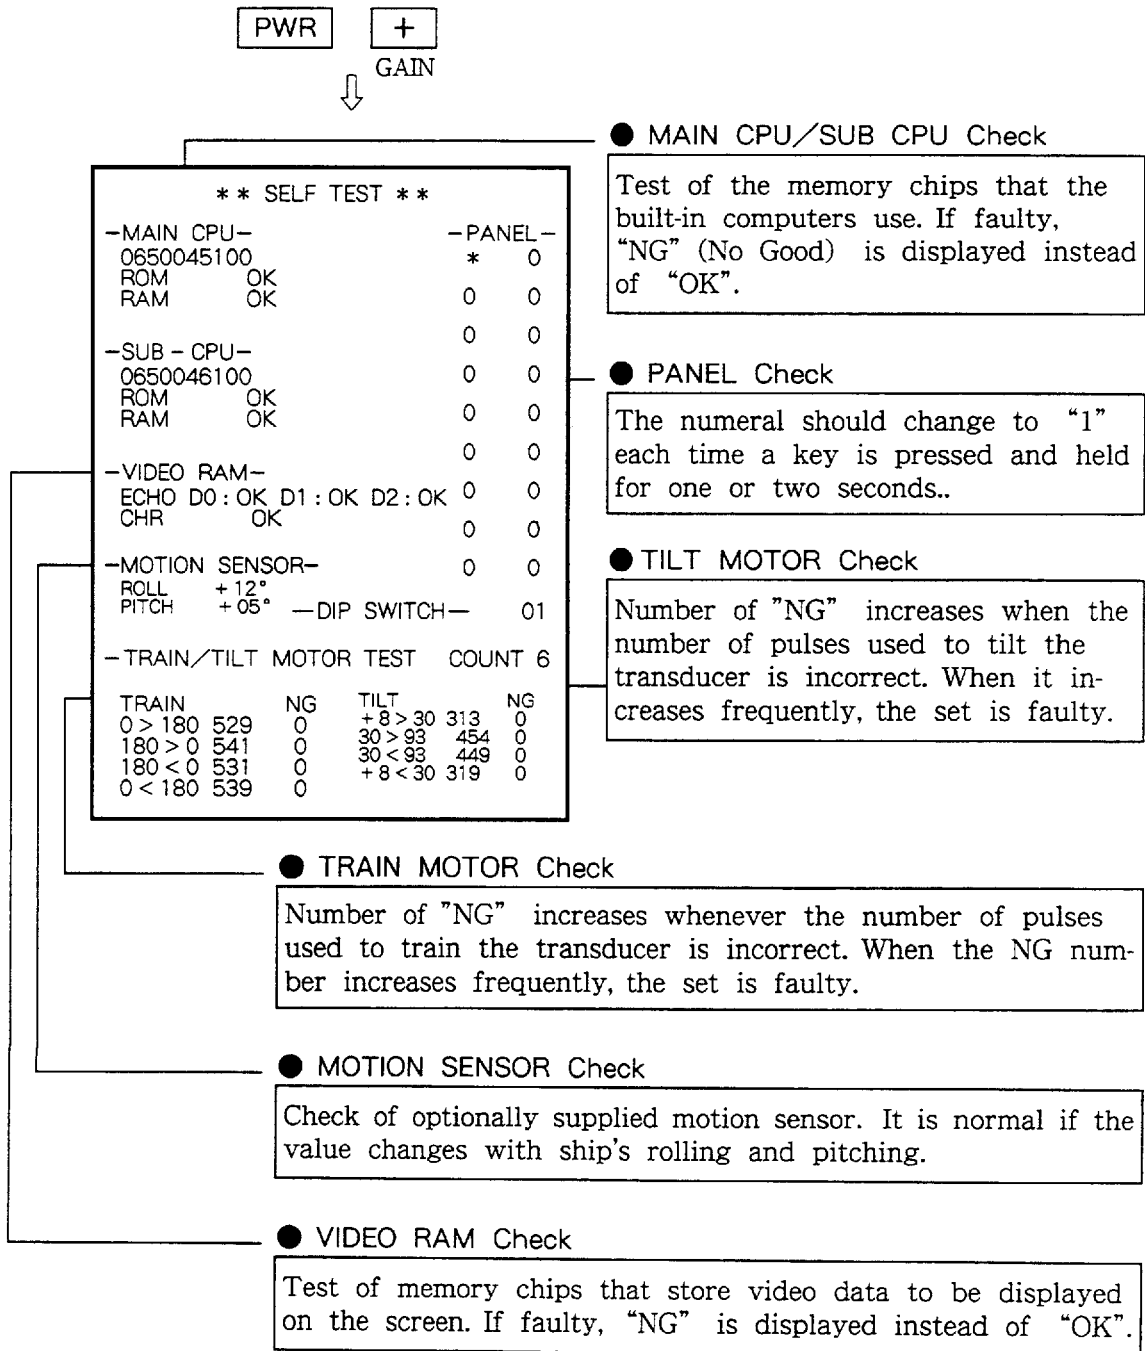 PWR +
GAIN
** SELF TEST **
-MAIN CPU- -PANEL-
0650045100 * 0
ROM OK
RAM OK 0 0
0 0
-SUB-CPU-
0650046100 0 0
ROM OK
RAM OK 0 0
0 0
-VIDEO RAM-
ECHO D0:OK D1:OK D2:OK 0 0
CHR OK
0 0
-MOTION SENSOR- 0 0
ROLL +12°
PITCH +05° -DIP SWITCH- 01
-TRAIN/TILT MOTOR TEST COUNT 6
TRAIN NG TILT NG
0>180 529 0 +8>30 313 0
180>0 541 0 30>93 454 0
180<0 531 0 30<93 449 0
0<180 539 0 +8<30 319 0
● MAIN CPU/SUB CPU Check
Test of the memory chips that the
built-in computers use. If faulty,
“NG” (No Good) is displayed instead
of “OK”.
● PANEL Check
The numeral should change to “1”
each time a key is pressed and held
for one or two seconds..
● TILT MOTOR Check
Number of ”NG” increases when the
number of pulses used to tilt the
transducer is incorrect. When it in-
creases frequently, the set is faulty.
● TRAIN MOTOR Check
Number of ”NG” increases whenever the number of pulses
used to train the transducer is incorrect. When the NG num-
ber increases frequently, the set is faulty.
● MOTION SENSOR Check
Check of optionally supplied motion sensor. It is normal if the
value changes with ship's rolling and pitching.
● VIDEO RAM Check
Test of memory chips that store video data to be displayed
on the screen. If faulty, “NG” is displayed instead of “OK”.